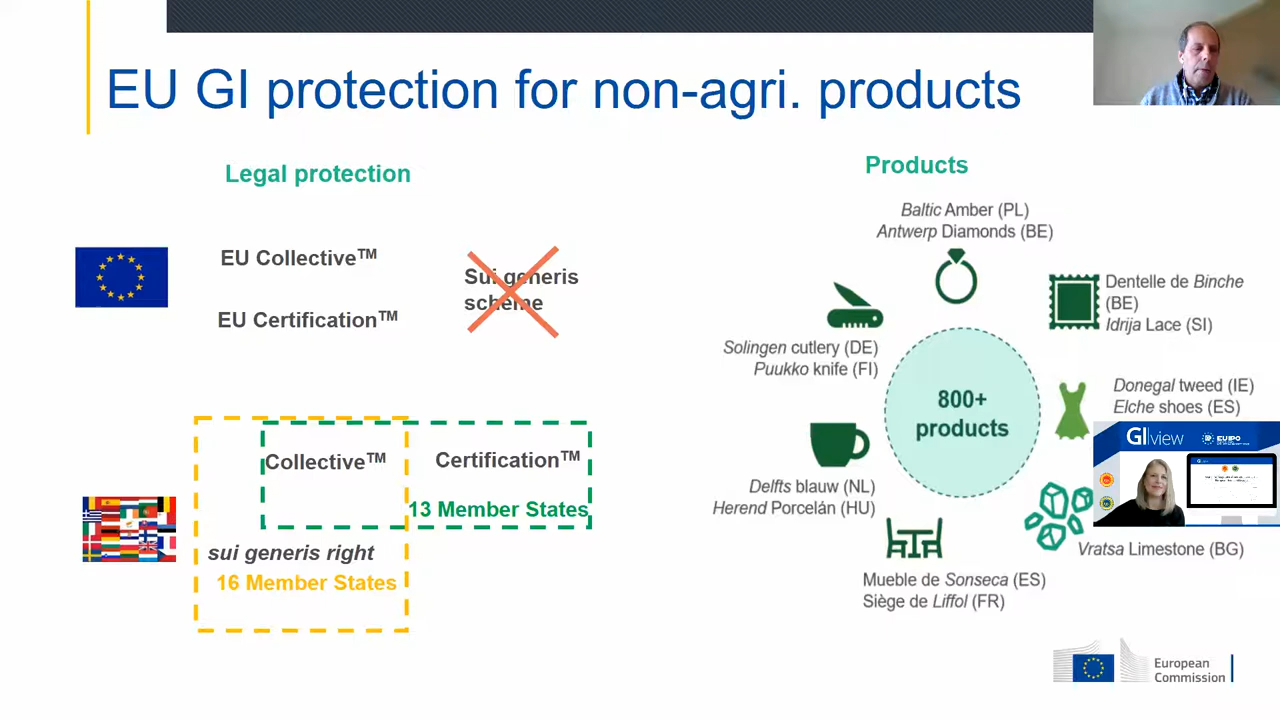 EU GI protection for non-agri. products
Legal protection
EU Collective™
EU Certification™
Sui generis
scheme
Collective™
Certification™
13 Member States
sui generis right
16 Member States
Products
Baltic Amber (PL)
Antwerp Diamonds (BE)
Dentelle de Binche
(BE)
Idrija Lace (SI)
Solingen cutlery (DE)
Puukko knife (FI)
800+
products
Donegal tweed (IE)
Elche shoes (ES)
GIview
EUIPO
Delfts blauw (NL)
Herend Porcelán (HU)
Vratsa Limestone (BG)
Mueble de Sonseca (ES)
Siège de Liffol (FR)
European
Commission